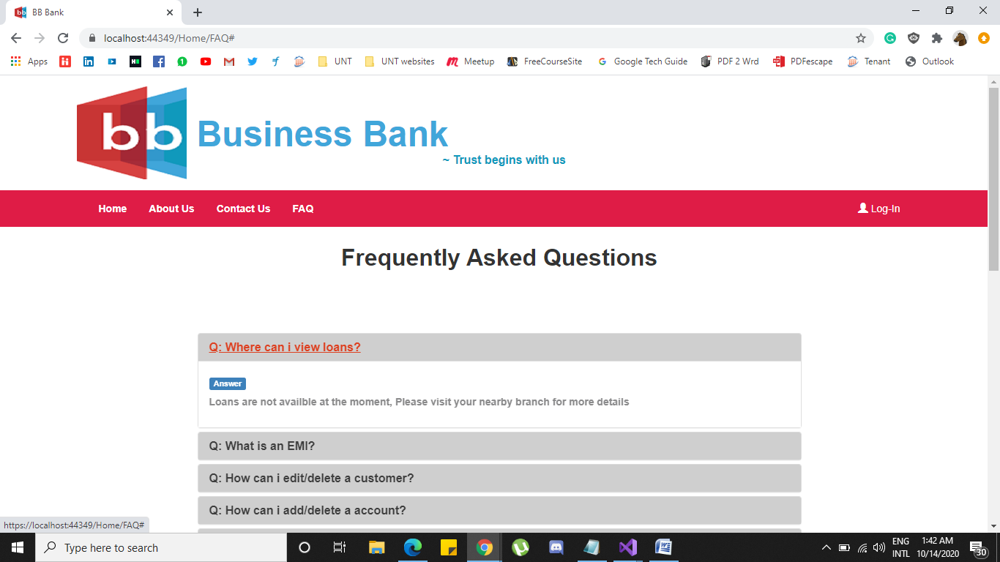 BB Bank
localhost:44349/Home/FAQ#
Apps UNT UNT websites Meetup FreeCourseSite Google Tech Guide PDF 2 Wrd PDFescape Tenant Outlook
bb Business Bank
~ Trust begins with us
Home About Us Contact Us FAQ Log-In
Frequently Asked Questions
Q: Where can i view loans?
Answer
Loans are not availble at the moment, Please visit your nearby branch for more details
Q: What is an EMI?
Q: How can i edit/delete a customer?
Q: How can i add/delete a account?
https://localhost:44349/Home/FAQ#
Type here to search
ENG
INTL
1:42 AM
10/14/2020
30